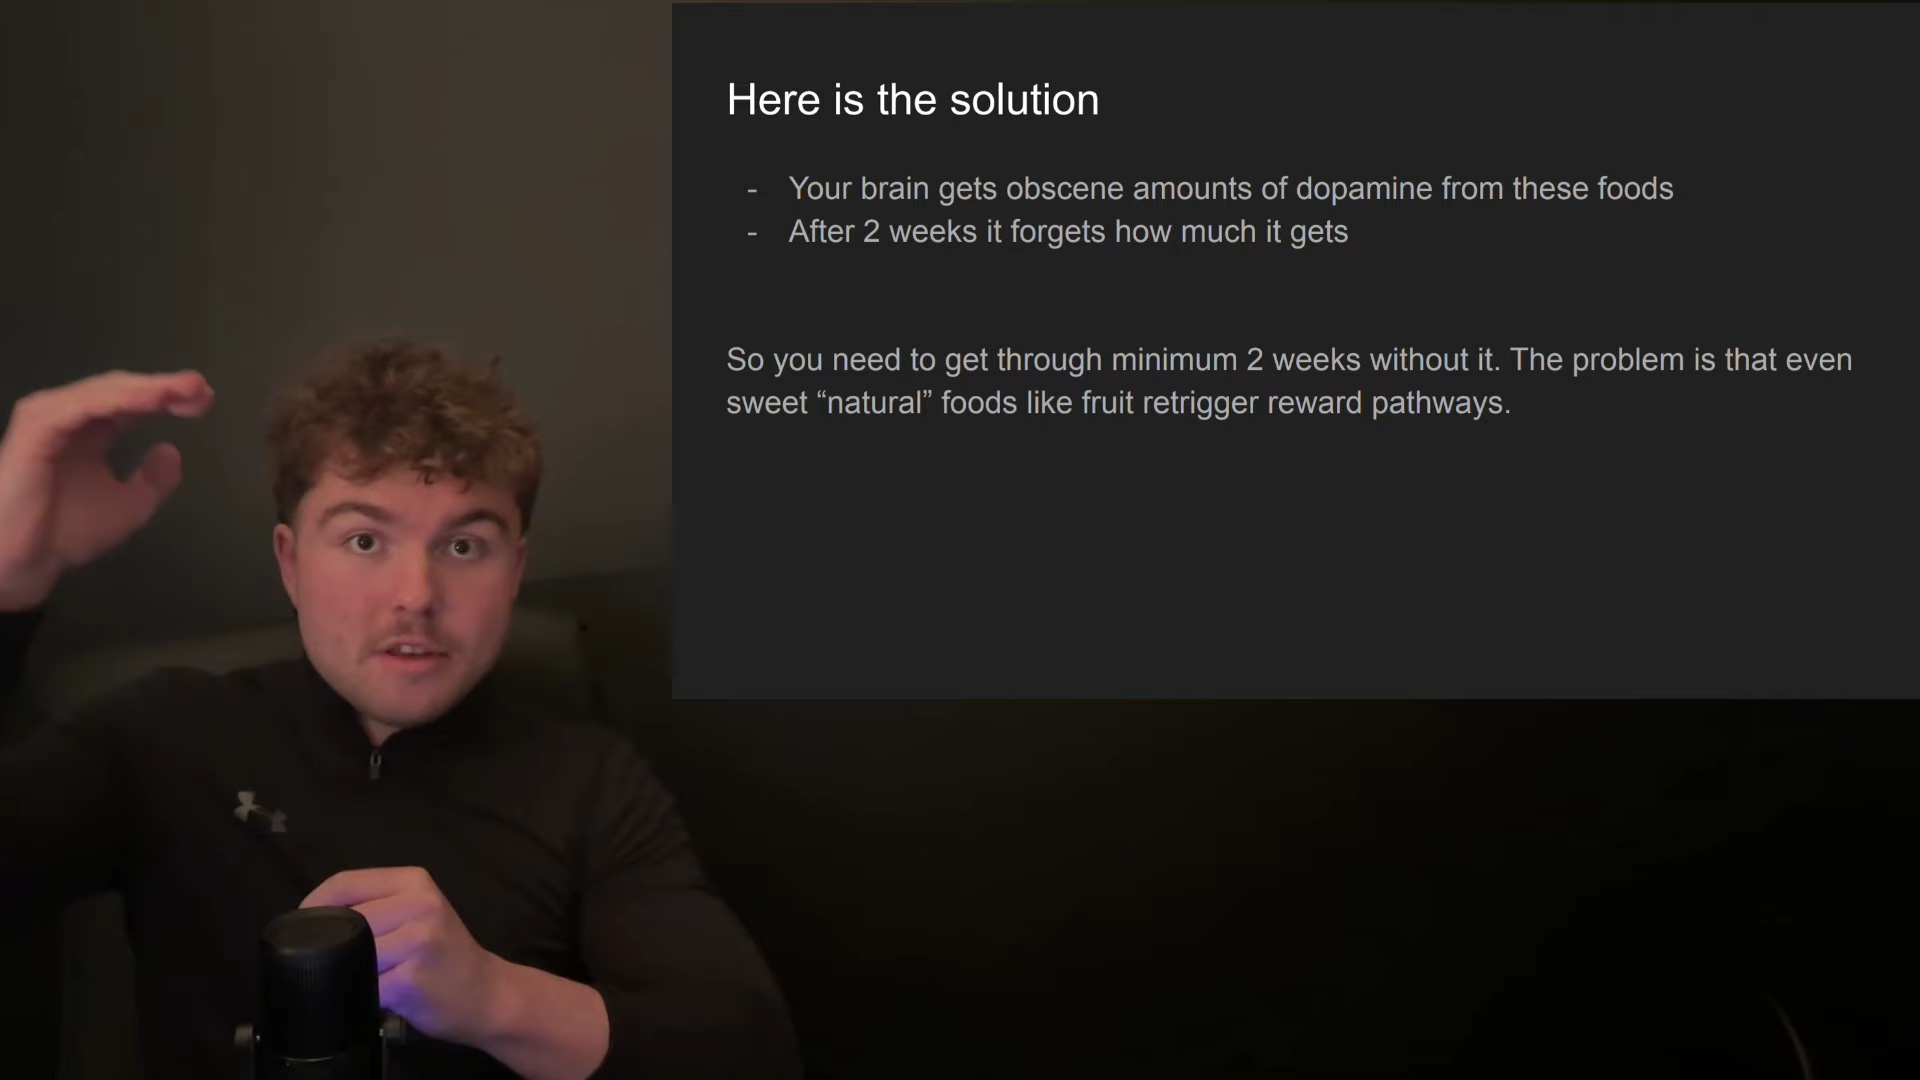 Here is the solution
- Your brain gets obscene amounts of dopamine from these foods
- After 2 weeks it forgets how much it gets
So you need to get through minimum 2 weeks without it. The problem is that even
sweet “natural” foods like fruit retrigger reward pathways.